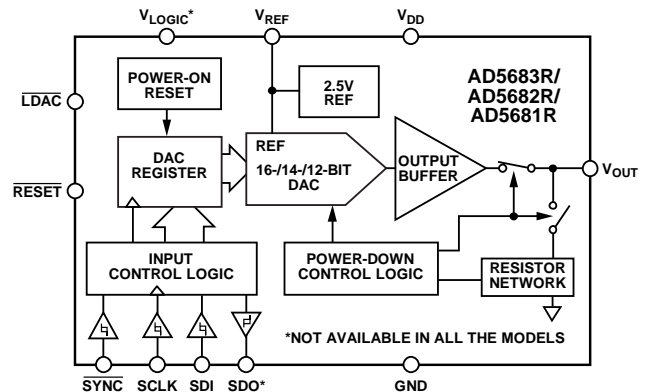 VLOGIC*
VREF
VDD
LDAC
RESET
POWER-ON
RESET
2.5V
REF
AD5683R/
AD5682R/
AD5681R
DAC
REGISTER
REF
16-/14-/12-BIT
DAC
OUTPUT
BUFFER
VOUT
INPUT
CONTROL LOGIC
POWER-DOWN
CONTROL LOGIC
RESISTOR
NETWORK
*NOT AVAILABLE IN ALL THE MODELS
SYNC
SCLK
SDI
SDO*
GND